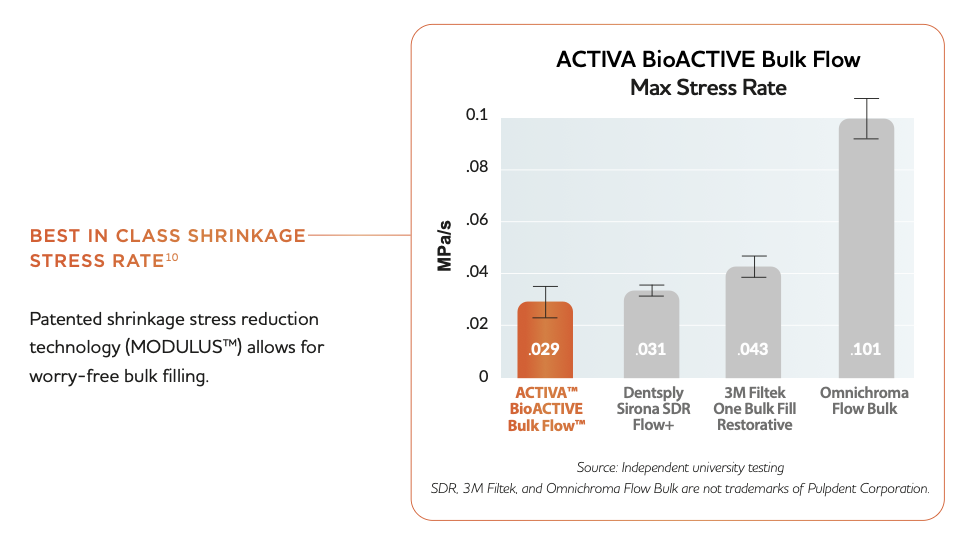 BEST IN CLASS SHRINKAGE
STRESS RATE¹⁰
Patented shrinkage stress reduction
technology (MODULUS™) allows for
worry-free bulk filling.
ACTIVA BioACTIVE Bulk Flow
Max Stress Rate
MPa/s
0.1
.08
.06
.04
.02
0
.029
.031
.043
.101
ACTIVA™
BioACTIVE
Bulk Flow™
Dentsply
Sirona SDR
Flow+
3M Filtek
One Bulk Fill
Restorative
Omnichroma
Flow Bulk
Source: Independent university testing
SDR, 3M Filtek, and Omnichroma Flow Bulk are not trademarks of Pulpdent Corporation.